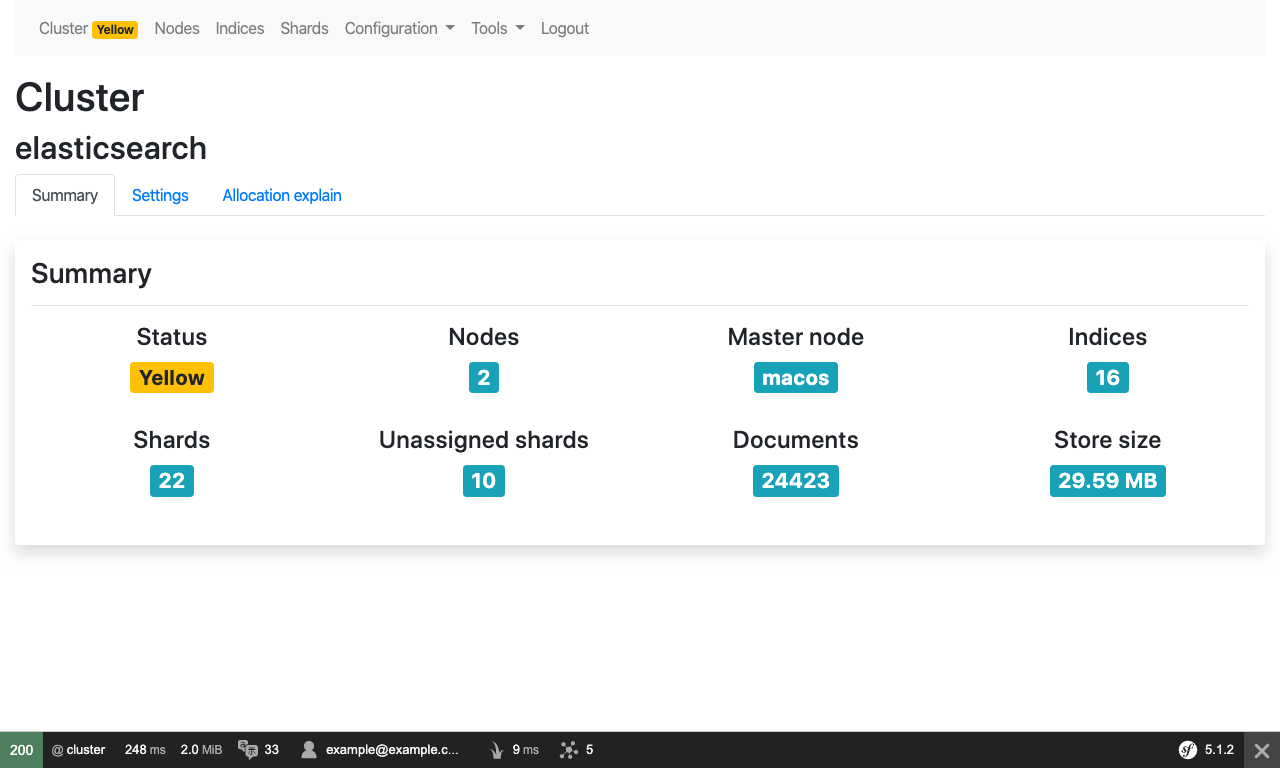 Cluster Yellow Nodes Indices Shards Configuration Tools Logout
Cluster
elasticsearch
Summary Settings Allocation explain
Summary
Status Nodes Master node Indices
Yellow 2 macos 16
Shards Unassigned shards Documents Store size
22 10 24423 29.59 MB
200 @ cluster 248 ms 2.0 MiB 33 example@example.c... 9 ms 5 sf 5.1.2